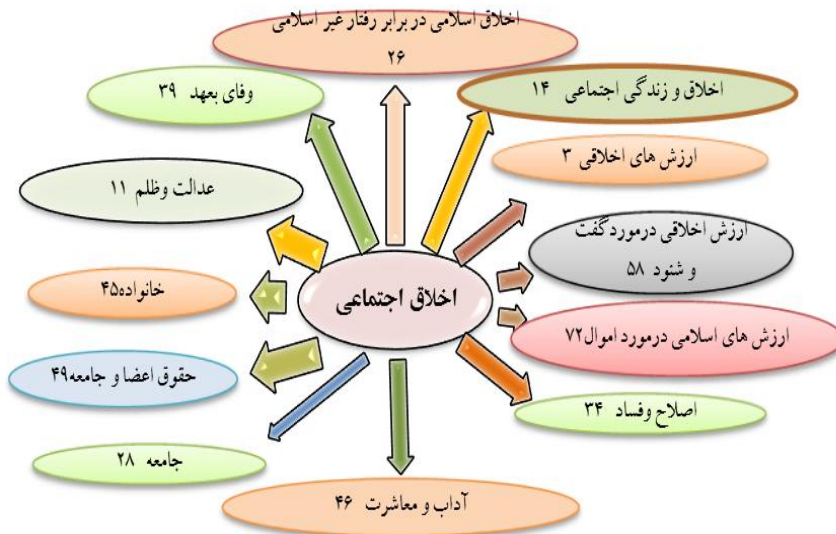 اخلاق اسلامی در برابر رفتار غیر اسلامی
۲۶
اخلاق و زندگی اجتماعی ۱۴
وفای بعهد ۳۹
ارزش های اخلاقی ۳
عدالت وظلم ۱۱
ارزش اخلاقی درمورد گفت
و شنود ۵۸
اخلاق اجتماعی
خانواده۴۵
ارزش های اسلامی درمورد اموال۷۲
حقوق اعضا و جامعه۴۹
اصلاح وفساد ۳۴
جامعه ۲۸
آداب و معاشرت ۴۶